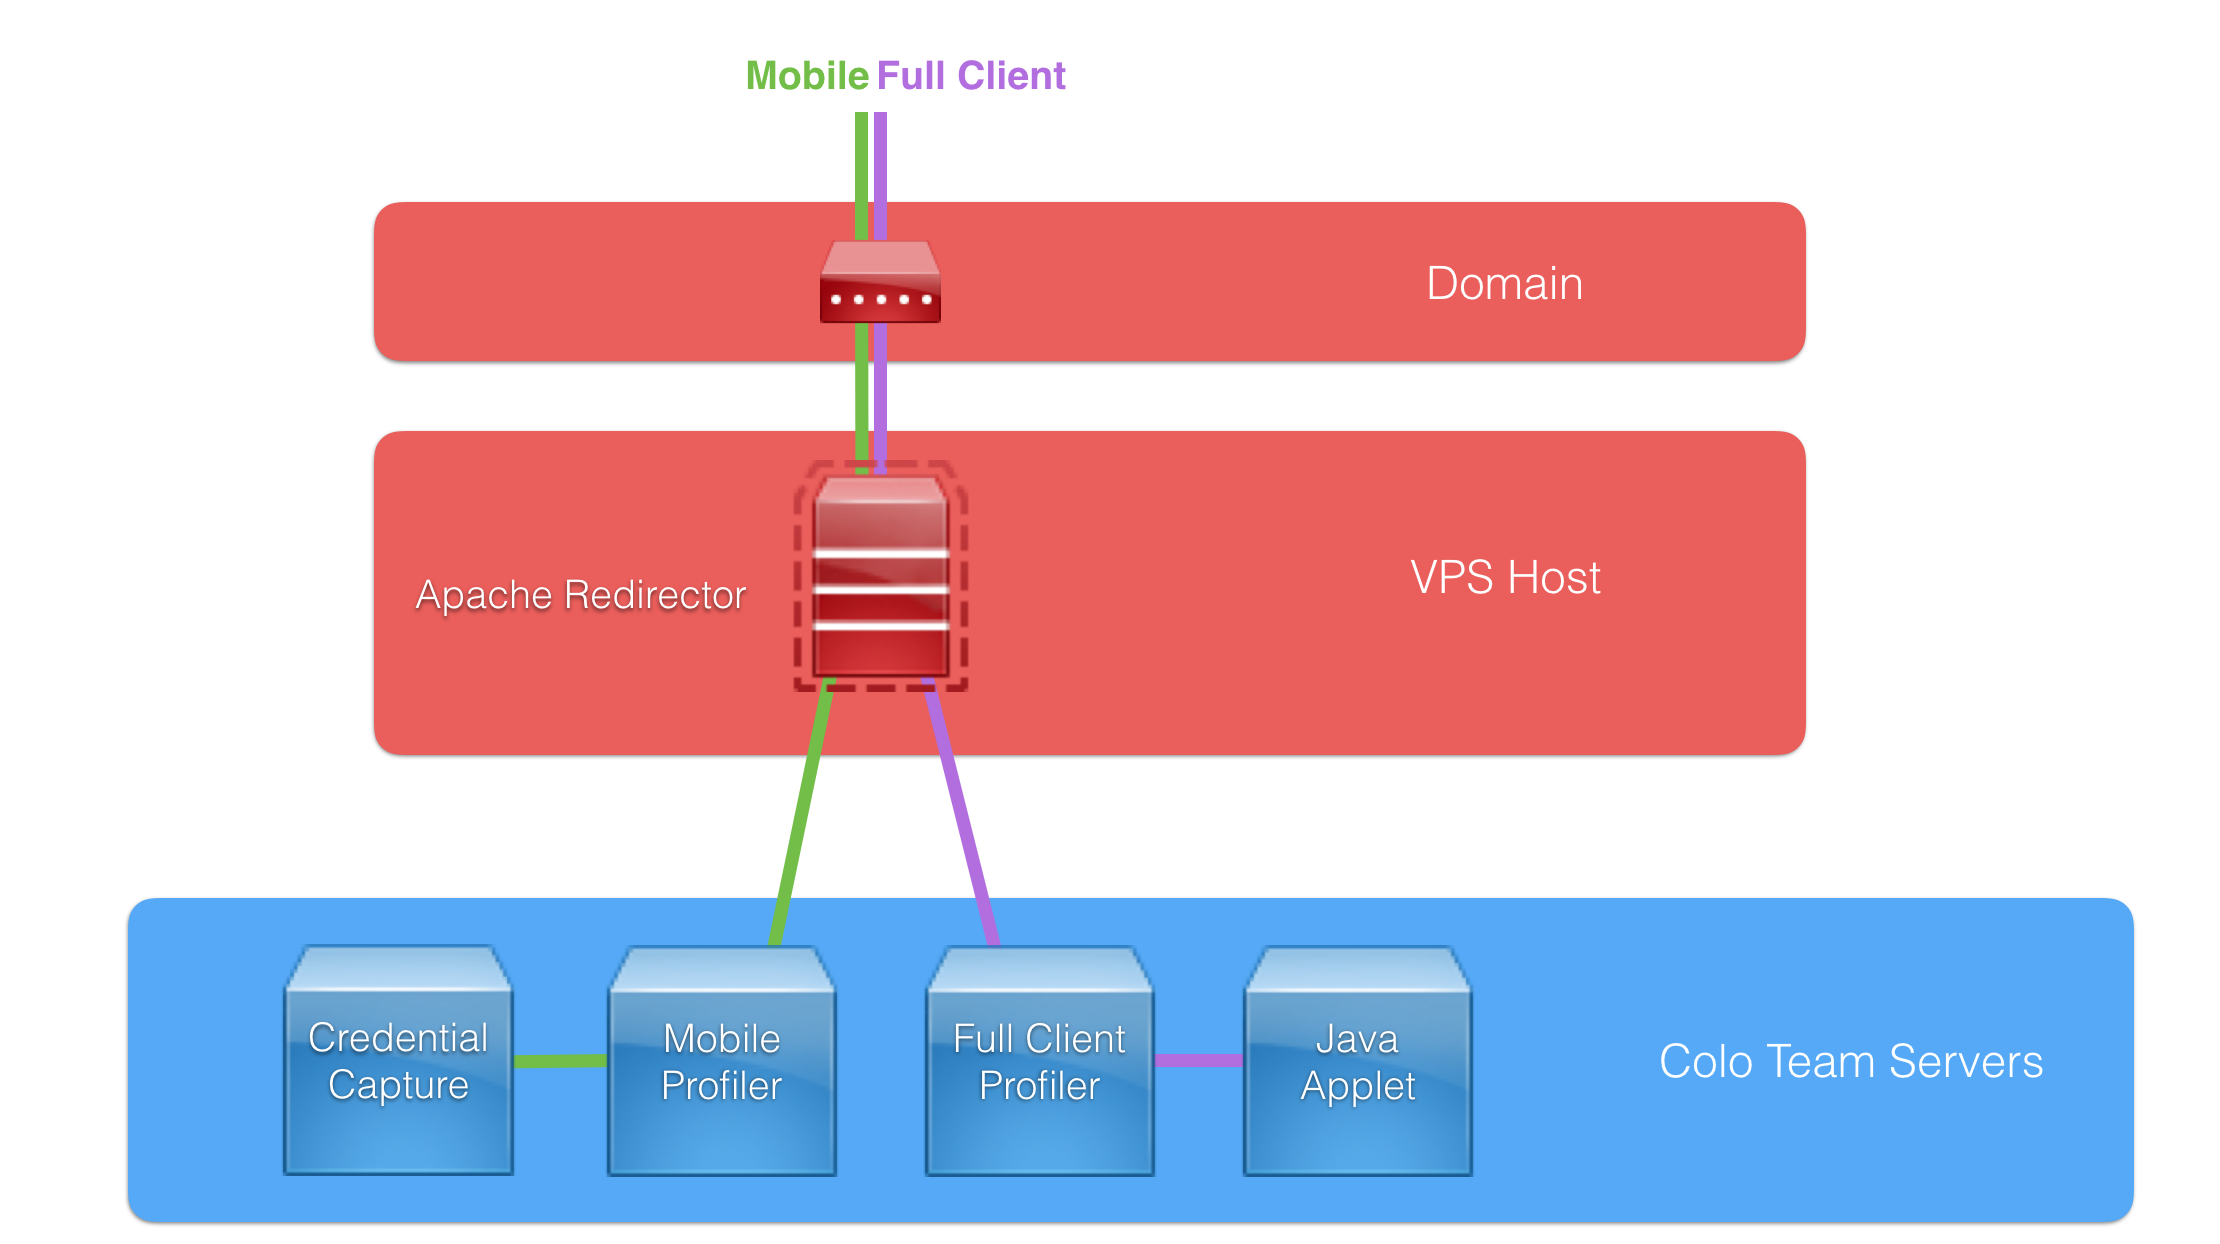 Mobile Full Client
Domain
Apache Redirector
VPS Host
Credential
Capture
Mobile
Profiler
Full Client
Profiler
Java
Applet
Colo Team Servers